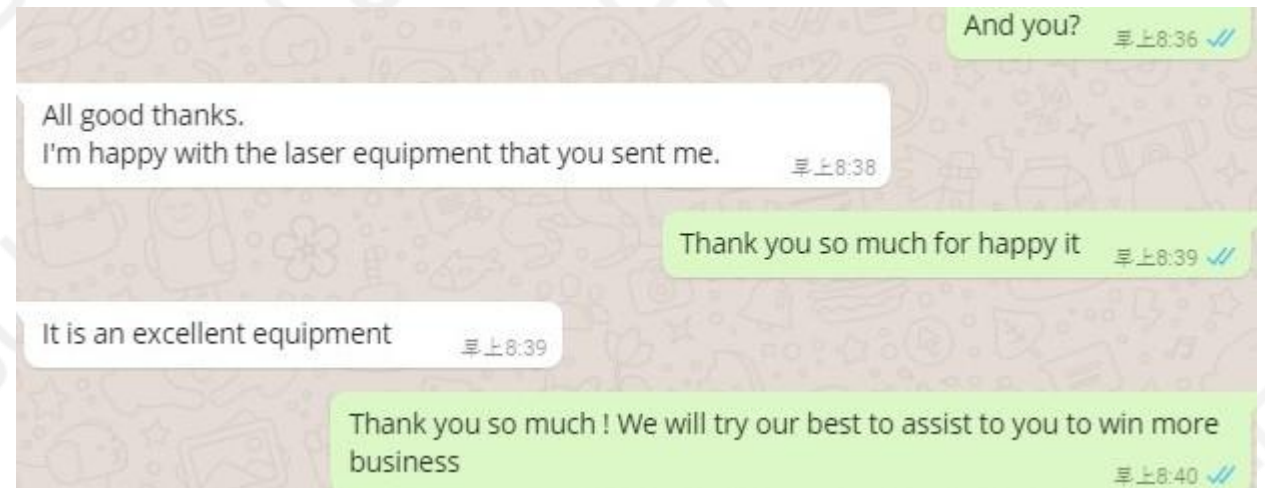 And you?
早上8:36
All good thanks.
I'm happy with the laser equipment that you sent me.
早上8:38
Thank you so much for happy it
早上8:39
It is an excellent equipment
早上8:39
Thank you so much ! We will try our best to assist to you to win more
business
早上8:40